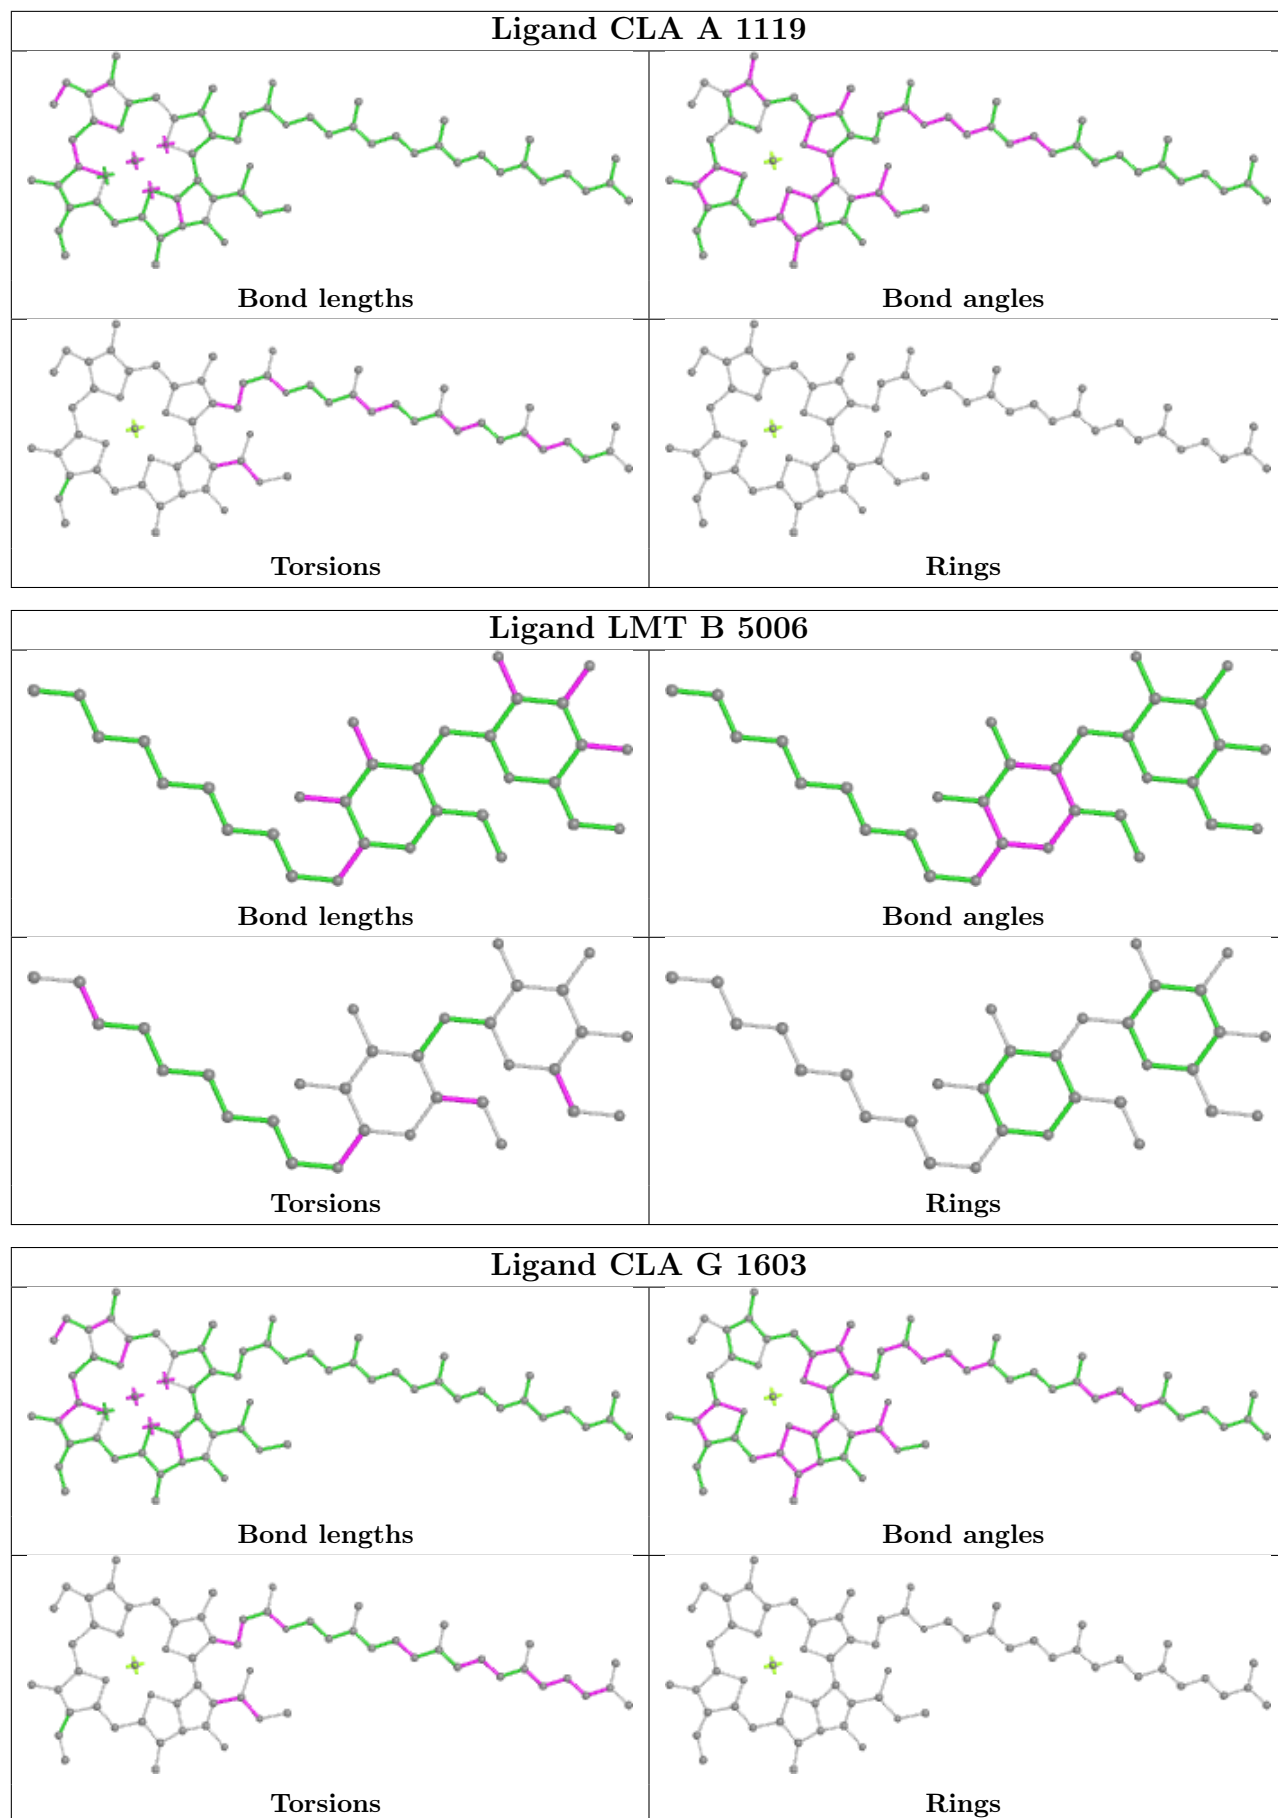 Ligand CLA A 1119
Bond lengths
Bond angles
Torsions
Rings
Ligand LMT B 5006
Bond lengths
Bond angles
Torsions
Rings
Ligand CLA G 1603
Bond lengths
Bond angles
Torsions
Rings